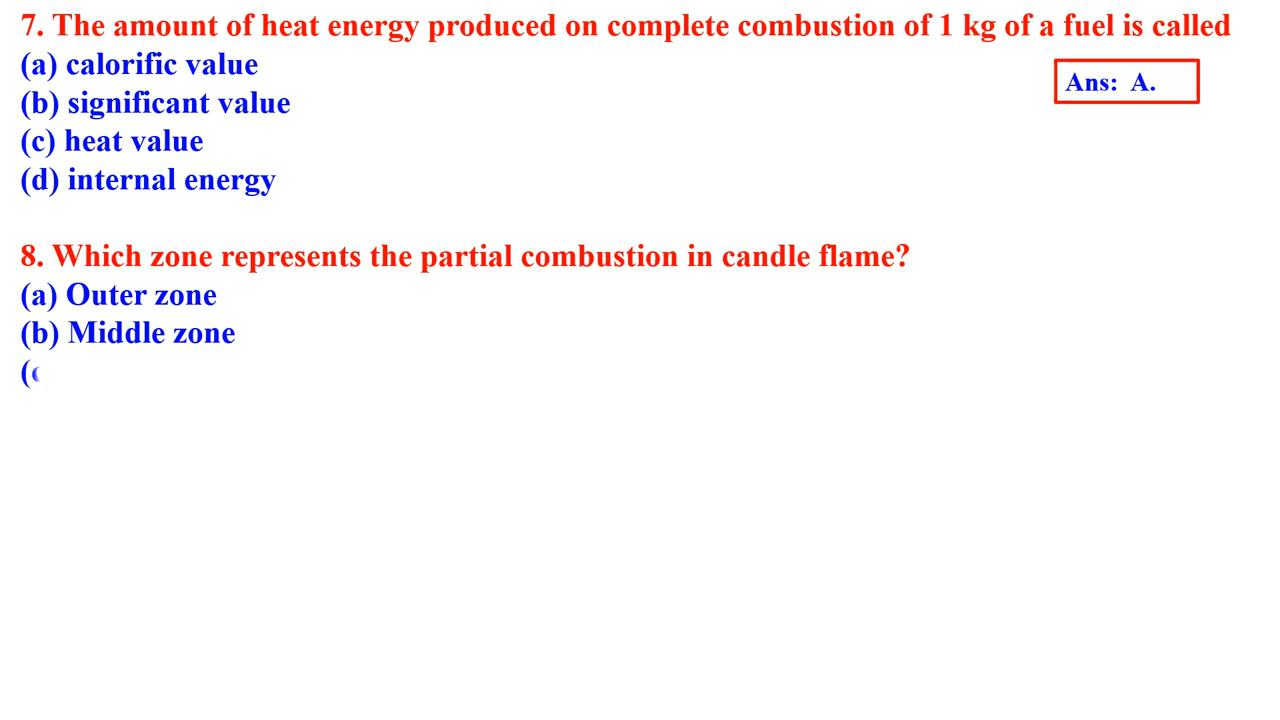 7. The amount of heat energy produced on complete combustion of 1 kg of a fuel is called
(a) calorific value
Ans: A.
(b) significant value
(c) heat value
(d) internal energy
8. Which zone represents the partial combustion in candle flame?
(a) Outer zone
(b) Middle zone
(